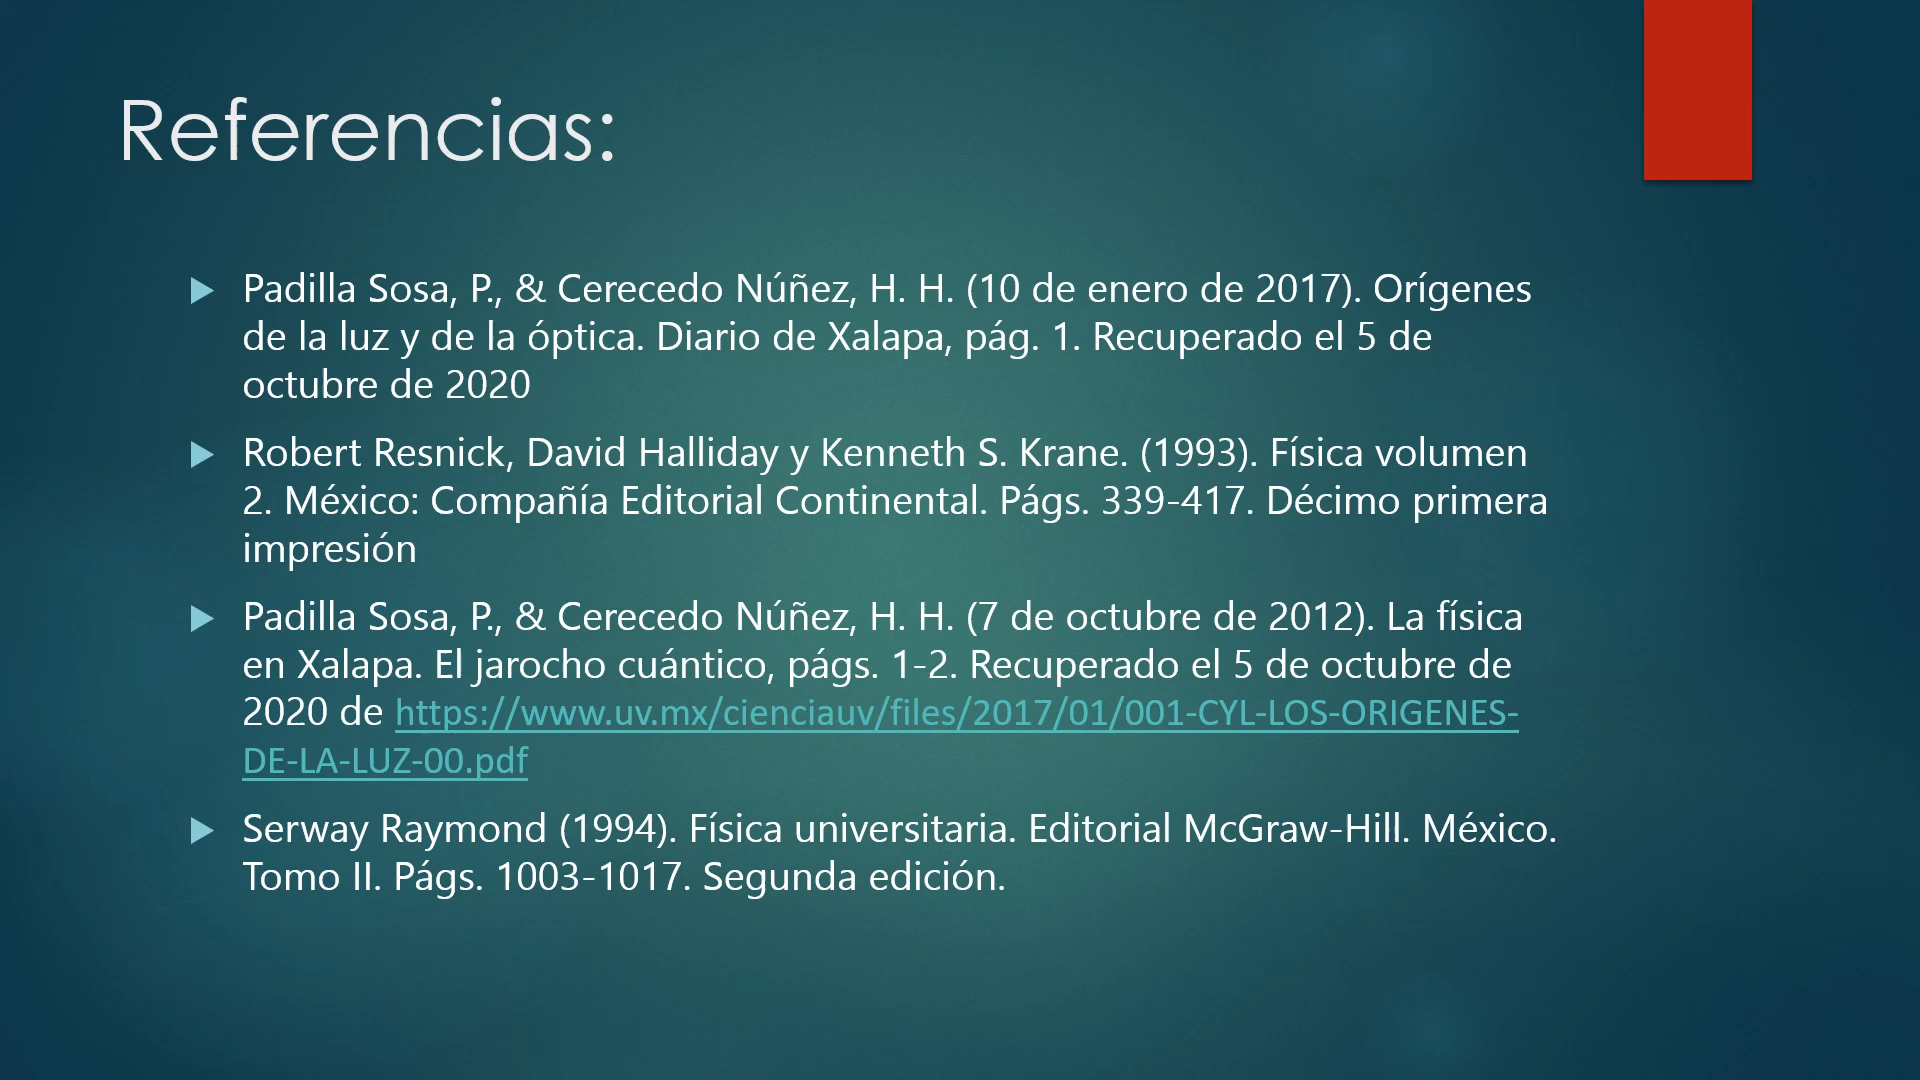 Referencias:
Padilla Sosa, P., & Cerecedo Núñez, H. H. (10 de enero de 2017). Orígenes
de la luz y de la óptica. Diario de Xalapa, pág. 1. Recuperado el 5 de
octubre de 2020
Robert Resnick, David Halliday y Kenneth S. Krane. (1993). Física volumen
2. México: Compañía Editorial Continental. Págs. 339-417. Décimo primera
impresión
Padilla Sosa, P., & Cerecedo Núñez, H. H. (7 de octubre de 2012). La física
en Xalapa. El jarocho cuántico, págs. 1-2. Recuperado el 5 de octubre de
2020 de https://www.uv.mx/cienciauv/files/2017/01/001-CYL-LOS-ORIGENES-
DE-LA-LUZ-00.pdf
Serway Raymond (1994). Física universitaria. Editorial McGraw-Hill. México.
Tomo II. Págs. 1003-1017. Segunda edición.